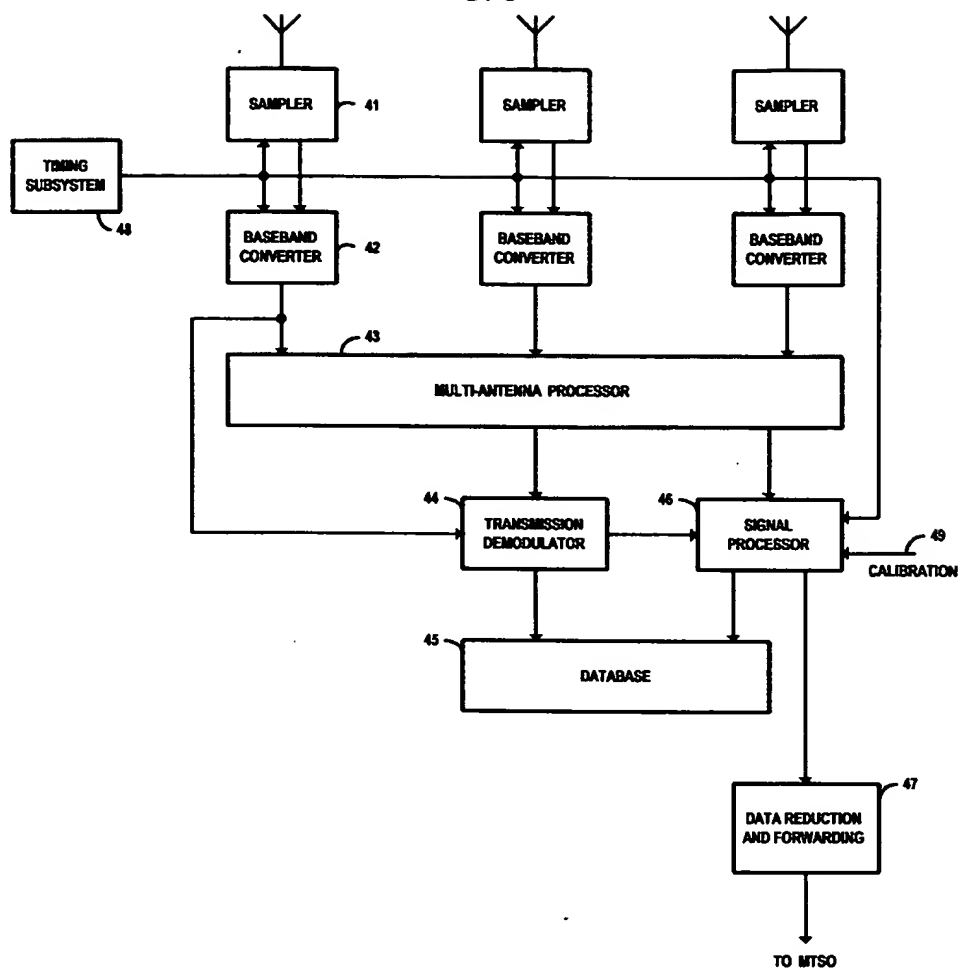 SAMPLER
41
SAMPLER
SAMPLER
TIMING
SUBSYSTEM
48
BASEBAND
CONVERTER
42
BASEBAND
CONVERTER
BASEBAND
CONVERTER
43
MULTI-ANTENNA PROCESSOR
44
TRANSMISSION
DEMODULATOR
46
SIGNAL
PROCESSOR
49
CALIBRATION
45
DATABASE
47
DATA REDUCTION
AND FORWARDING
TO MTSO